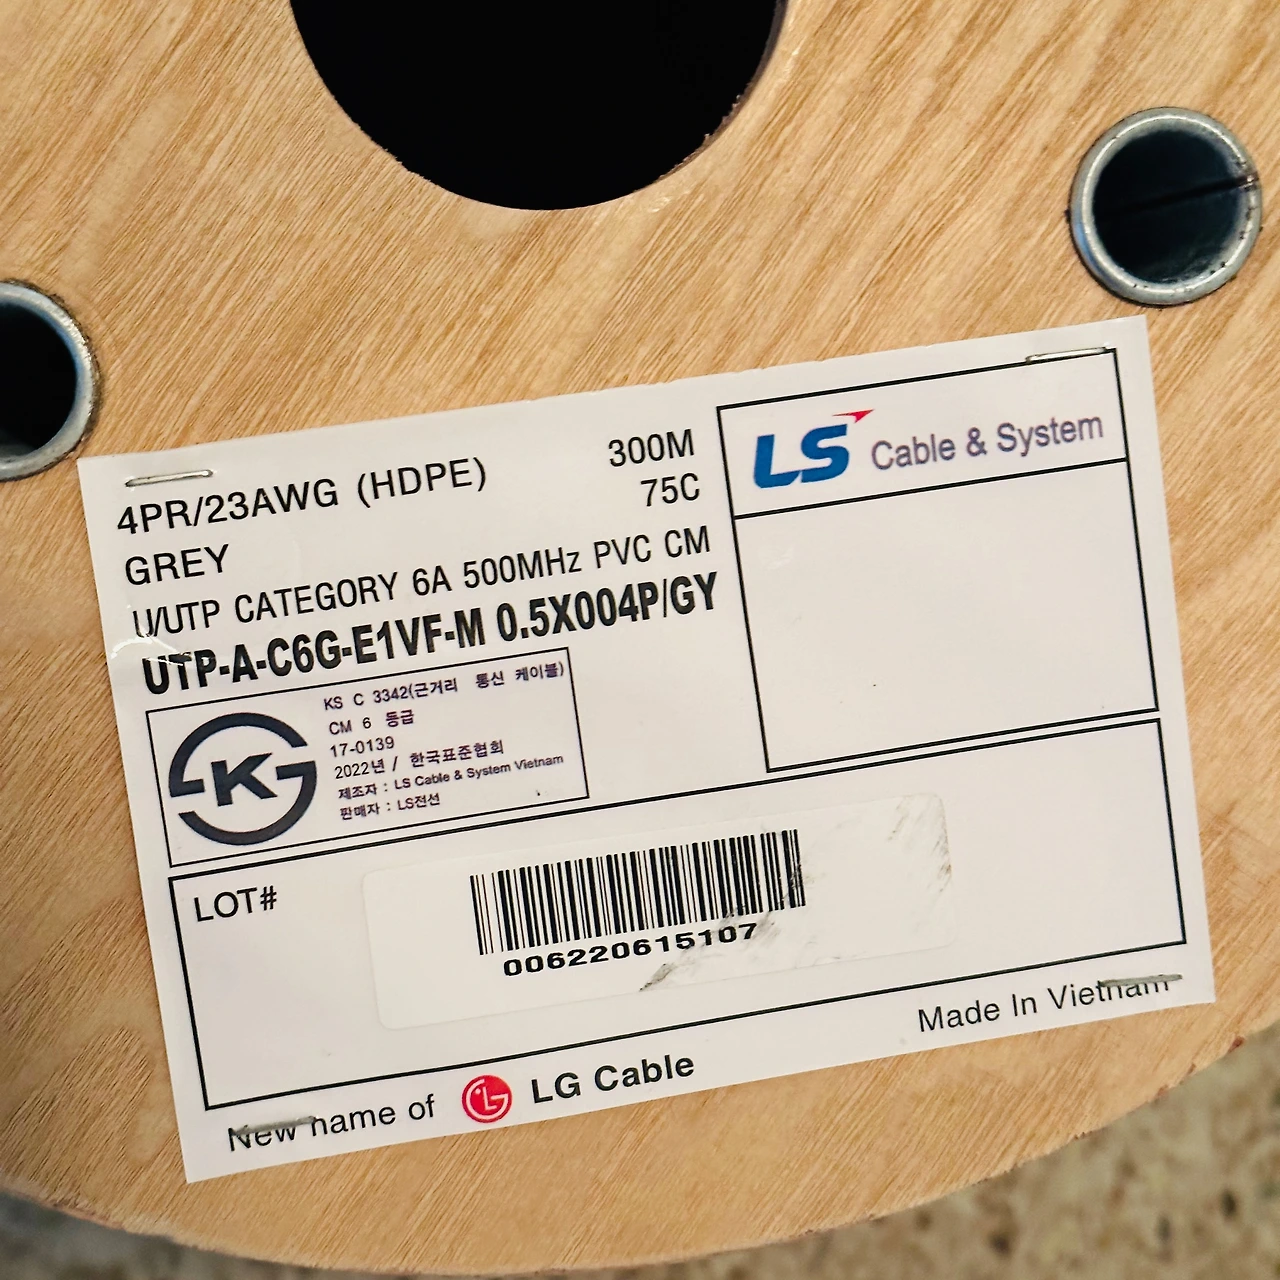 4PR/23AWG (HDPE) 300M
GREY 75C
U/UTP CATEGORY 6A 500MHz PVC CM
UTP-A-C6G-E1VF-M 0.5X004P/GY
LS Cable & System
K
KS C 3342(근거리 통신 케이블)
CM 6 등급
17-0139
2022년 / 한국표준협회
제조자 : LS Cable & System Vietnam
판매자 : LS전선
LOT#
006220615107
Made In Vietnam
New name of LG LG Cable